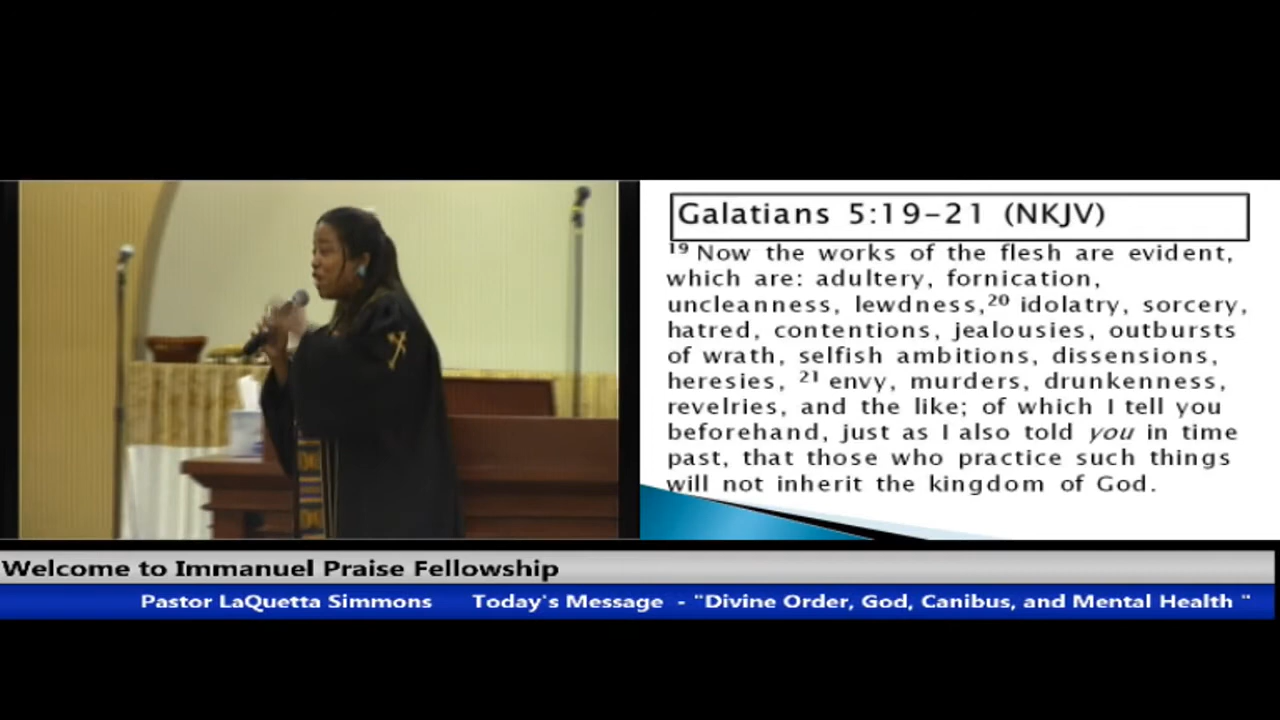 Galatians 5:19-21 (NKJV)
19 Now the works of the flesh are evident,
which are: adultery, fornication,
uncleanness, lewdness,20 idolatry, sorcery,
hatred, contentions, jealousies, outbursts
of wrath, selfish ambitions, dissensions,
heresies, 21 envy, murders, drunkenness,
revelries, and the like; of which I tell you
beforehand, just as I also told you in time
past, that those who practice such things
will not inherit the kingdom of God.
Welcome to Immanuel Praise Fellowship
Pastor LaQuetta Simmons Today's Message - "Divine Order, God, Canibus, and Mental Health "